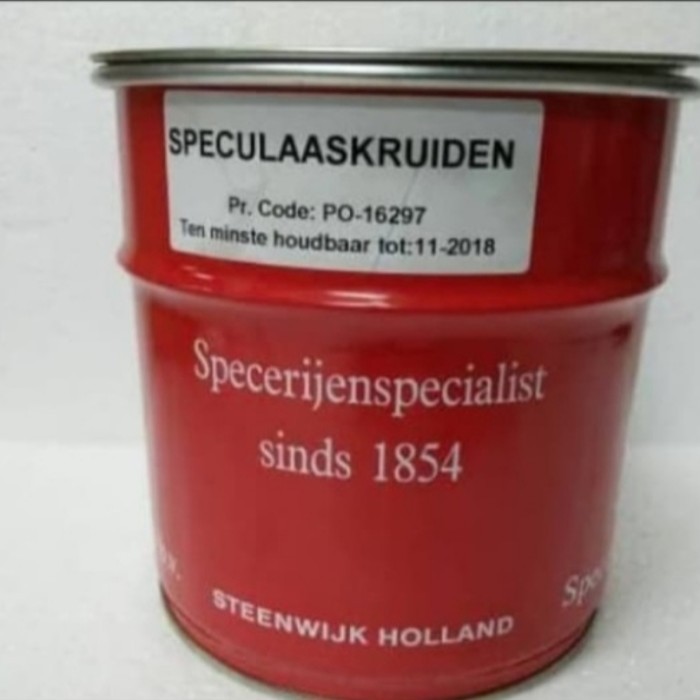 SPECULAASKRUIDEN
Pr. Code: PO-16297
Ten minste houdbaar tot:11-2018
Specerijenspecialist
sinds 1854
STEENWIJK HOLLAND